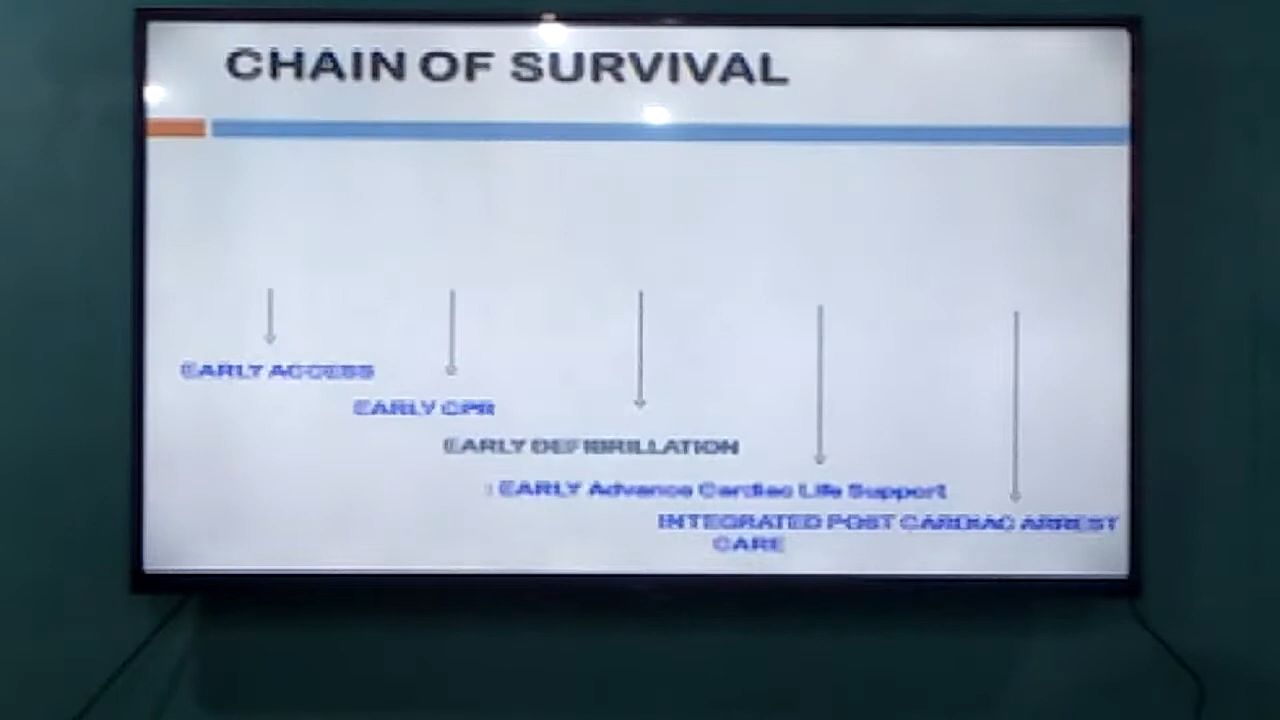 CHAIN OF SURVIVAL
EARLY ACCESS
EARLY CPR
EARLY DEFIBRILLATION
: EARLY Advance Cardiac Life Support
INTEGRATED POST CARDIAC ARREST
CARE